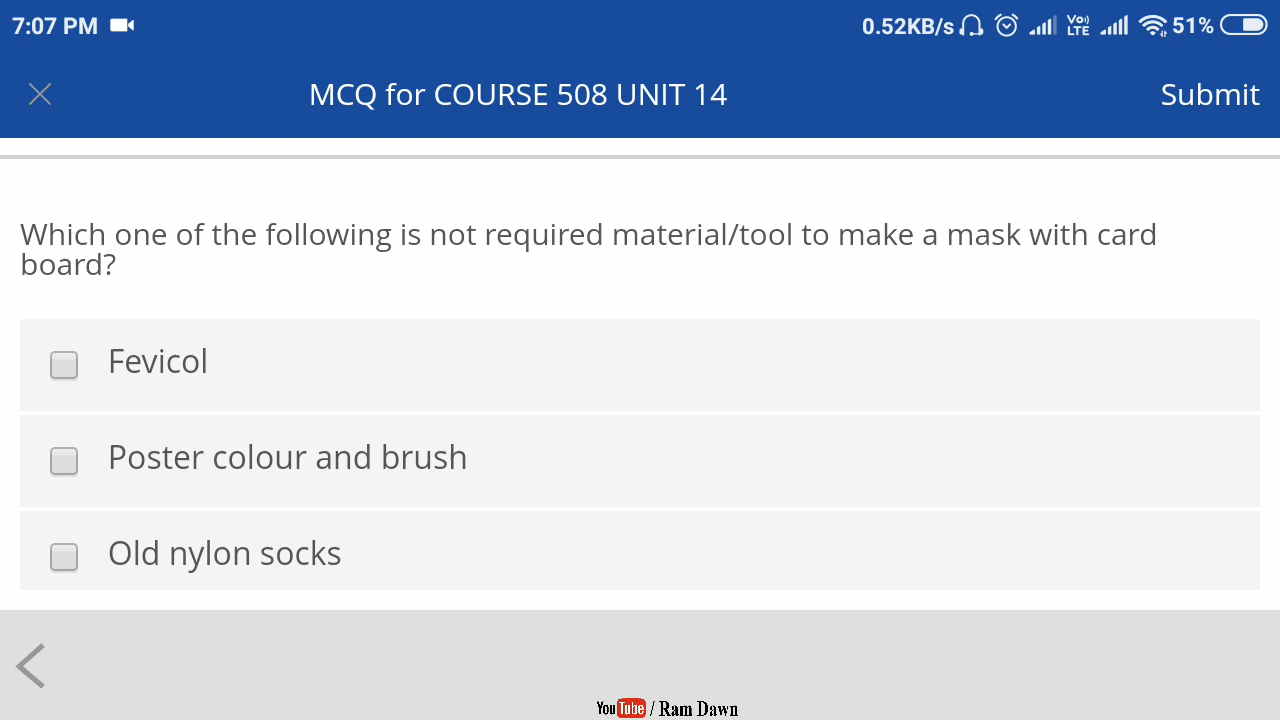 7:07 PM 0.52KB/s Vo LTE 51%
MCQ for COURSE 508 UNIT 14 Submit
Which one of the following is not required material/tool to make a mask with card
board?
Fevicol
Poster colour and brush
Old nylon socks
YouTube / Ram Dawn